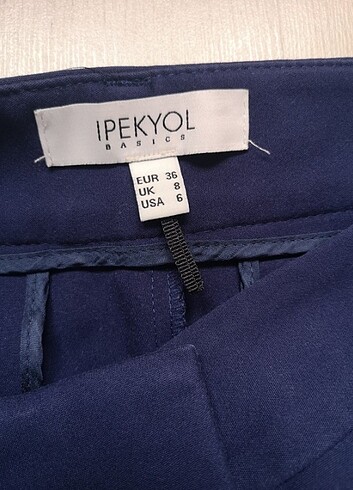 IPEKYOL
BASICS
EUR 36
UK 8
USA 6